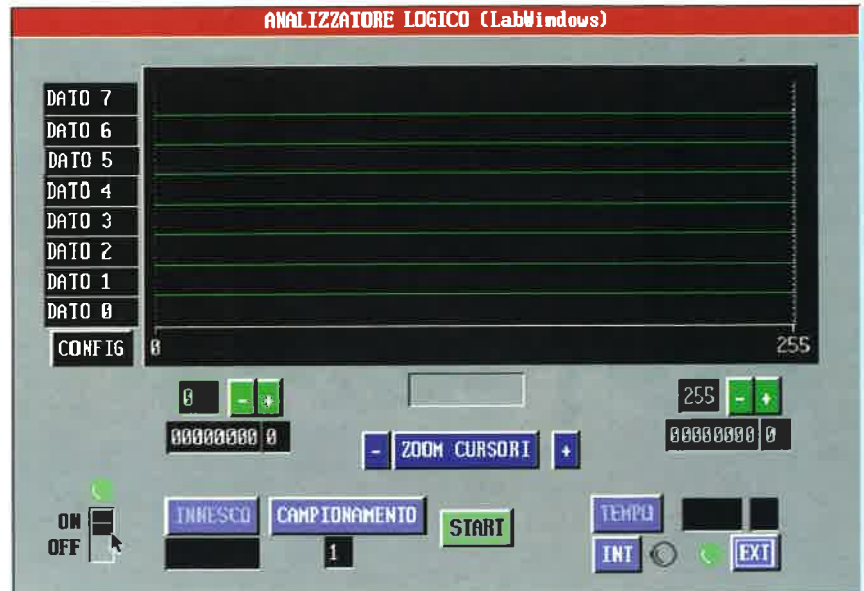 ANALIZZATORE LOGICO (LabWindows)
DATO 7
DATO 6
DATO 5
DATO 4
DATO 3
DATO 2
DATO 1
DATO 0
CONFIG
0 255
0 - + 255 - +
00000000 0 00000000 0
- ZOOM CURSORI +
ON
OFF
INNESCO CAMPIONAMENTO START TEMPO
1 INT EXT